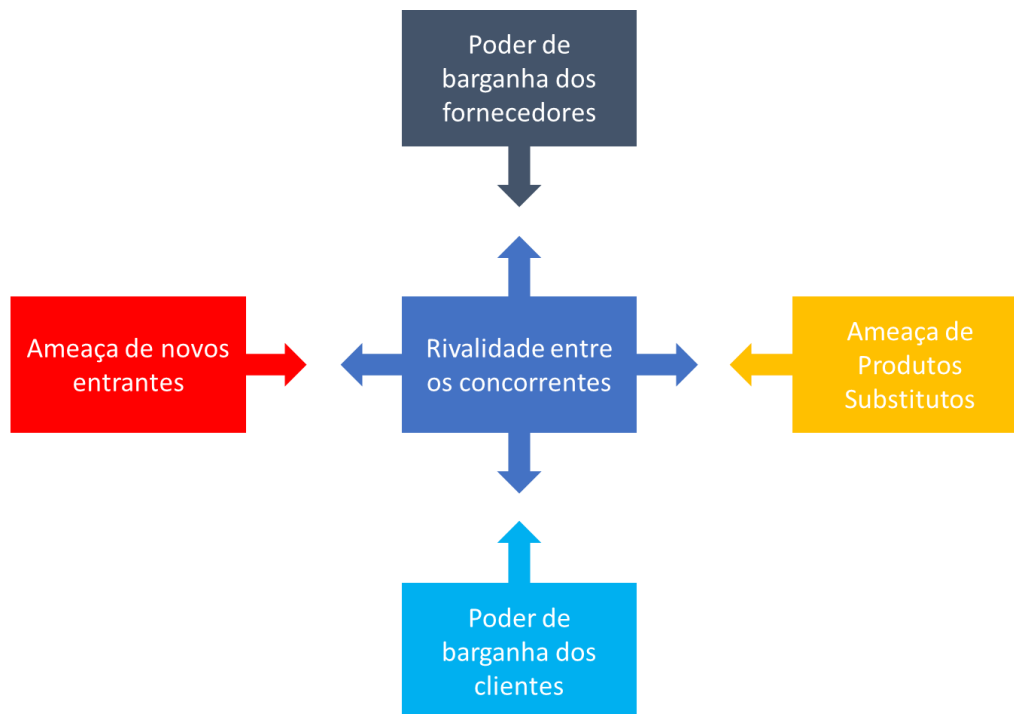 Poder de
barganha dos
fornecedores
Ameaça de novos
entrantes
Rivalidade entre
os concorrentes
Ameaça de
Produtos
Substitutos
Poder de
barganha dos
clientes